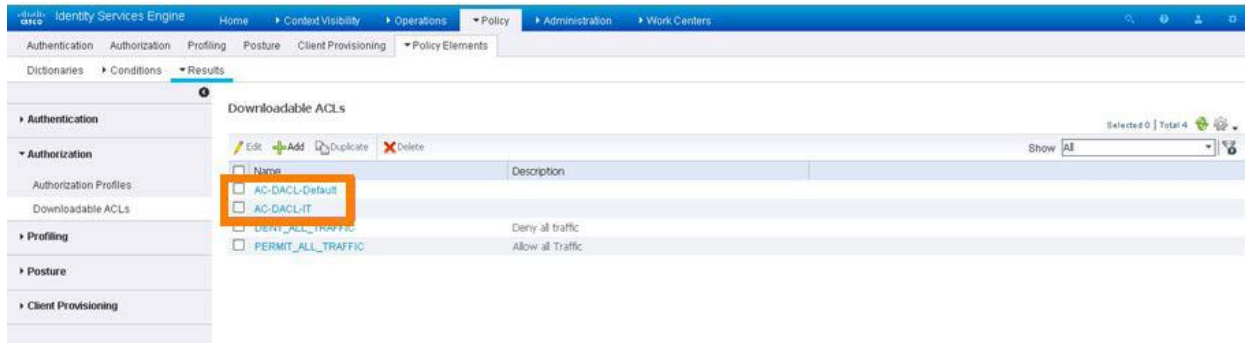 cisco Identity Services Engine Home Context Visibility Operations Policy Administration Work Centers
Authentication Authorization Profiling Posture Client Provisioning Policy Elements
Dictionaries Conditions Results
Authentication
Authorization
Authorization Profiles
Downloadable ACLs
Profiling
Posture
Client Provisioning
Downloadable ACLs
Selected 0 | Total 4
Edit Add Duplicate Delete Show All
Name Description
AC-DACL-Default
AC-DACL-IT
DENY_ALL_TRAFFIC Deny all traffic
PERMIT_ALL_TRAFFIC Allow all Traffic